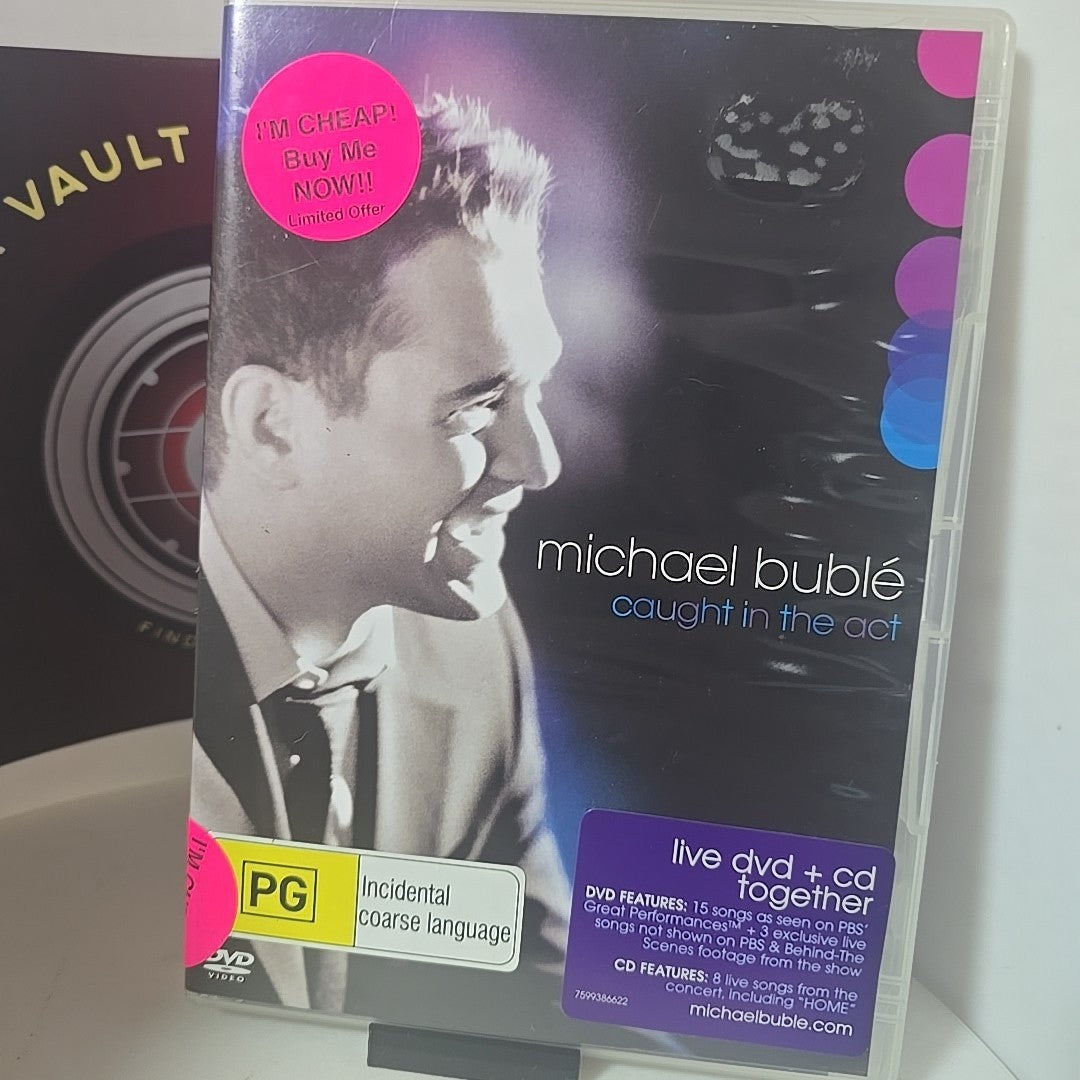 VAULT
FIND
I'M CHEAP!
Buy Me
NOW!!
Limited Offer
michael bublé
caught in the act
I'M
PG
Incidental
coarse language
DVD
VIDEO
live dvd + cd
together
DVD FEATURES: 15 songs as seen on PBS'
Great Performances™ + 3 exclusive live
songs not shown on PBS & Behind-The
Scenes footage from the show
CD FEATURES: 8 live songs from the
concert, including "HOME"
7599386622
michaelbuble.com